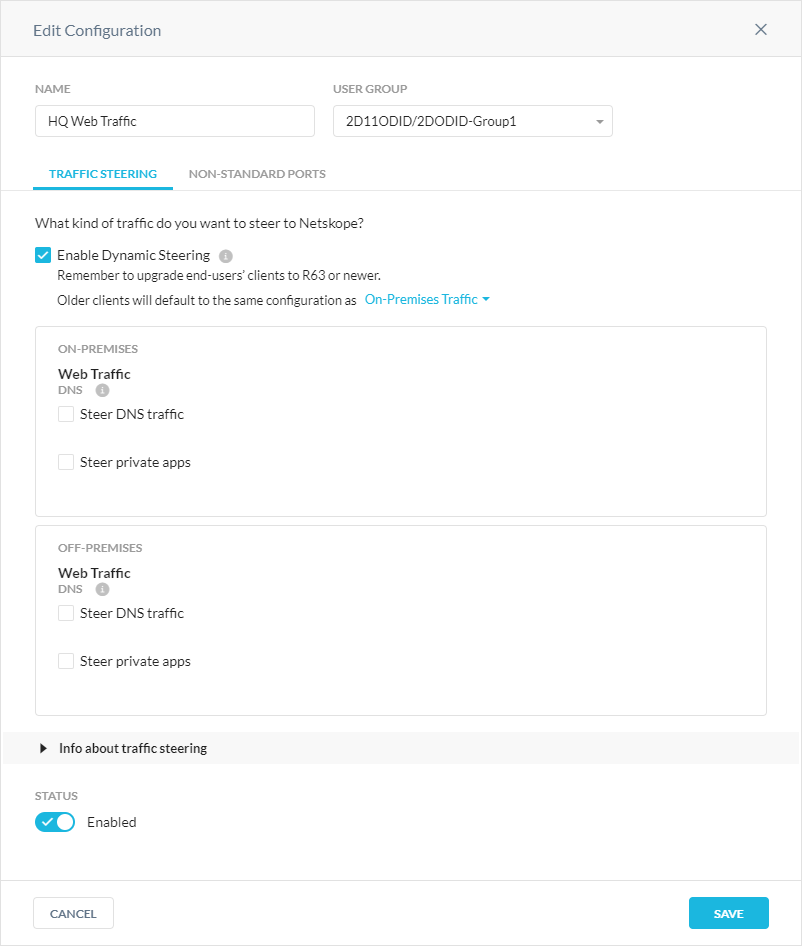 Edit Configuration
NAME
USER GROUP
HQ Web Traffic
2D11ODID/2DODID-Group1
TRAFFIC STEERING
NON-STANDARD PORTS
What kind of traffic do you want to steer to Netskope?
Enable Dynamic Steering
Remember to upgrade end-users' clients to R63 or newer.
Older clients will default to the same configuration as On-Premises Traffic
ON-PREMISES
Web Traffic
DNS
Steer DNS traffic
Steer private apps
OFF-PREMISES
Web Traffic
DNS
Steer DNS traffic
Steer private apps
Info about traffic steering
STATUS
Enabled
CANCEL
SAVE